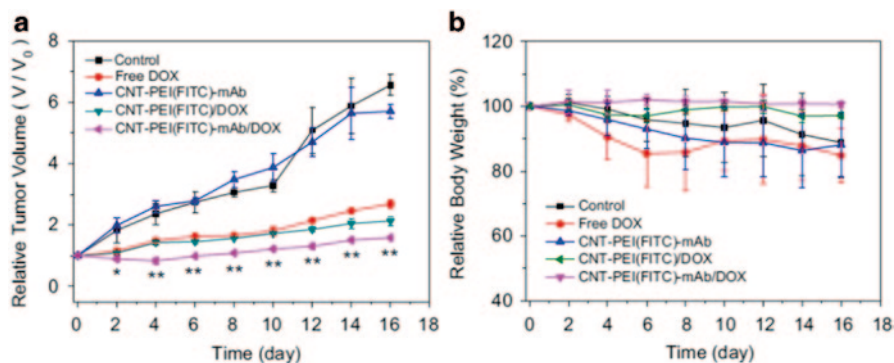 a
Relative Tumor Volume ( V / V0 )
8
6
4
2
0
Control
Free DOX
CNT-PEI(FITC)-mAb
CNT-PEI(FITC)/DOX
CNT-PEI(FITC)-mAb/DOX
* ** ** ** ** ** ** **
0 2 4 6 8 10 12 14 16 18
Time (day)
b
Relative Body Weight (%)
120
100
80
60
40
Control
Free DOX
CNT-PEI(FITC)-mAb
CNT-PEI(FITC)/DOX
CNT-PEI(FITC)-mAb/DOX
0 2 4 6 8 10 12 14 16 18
Time (day)